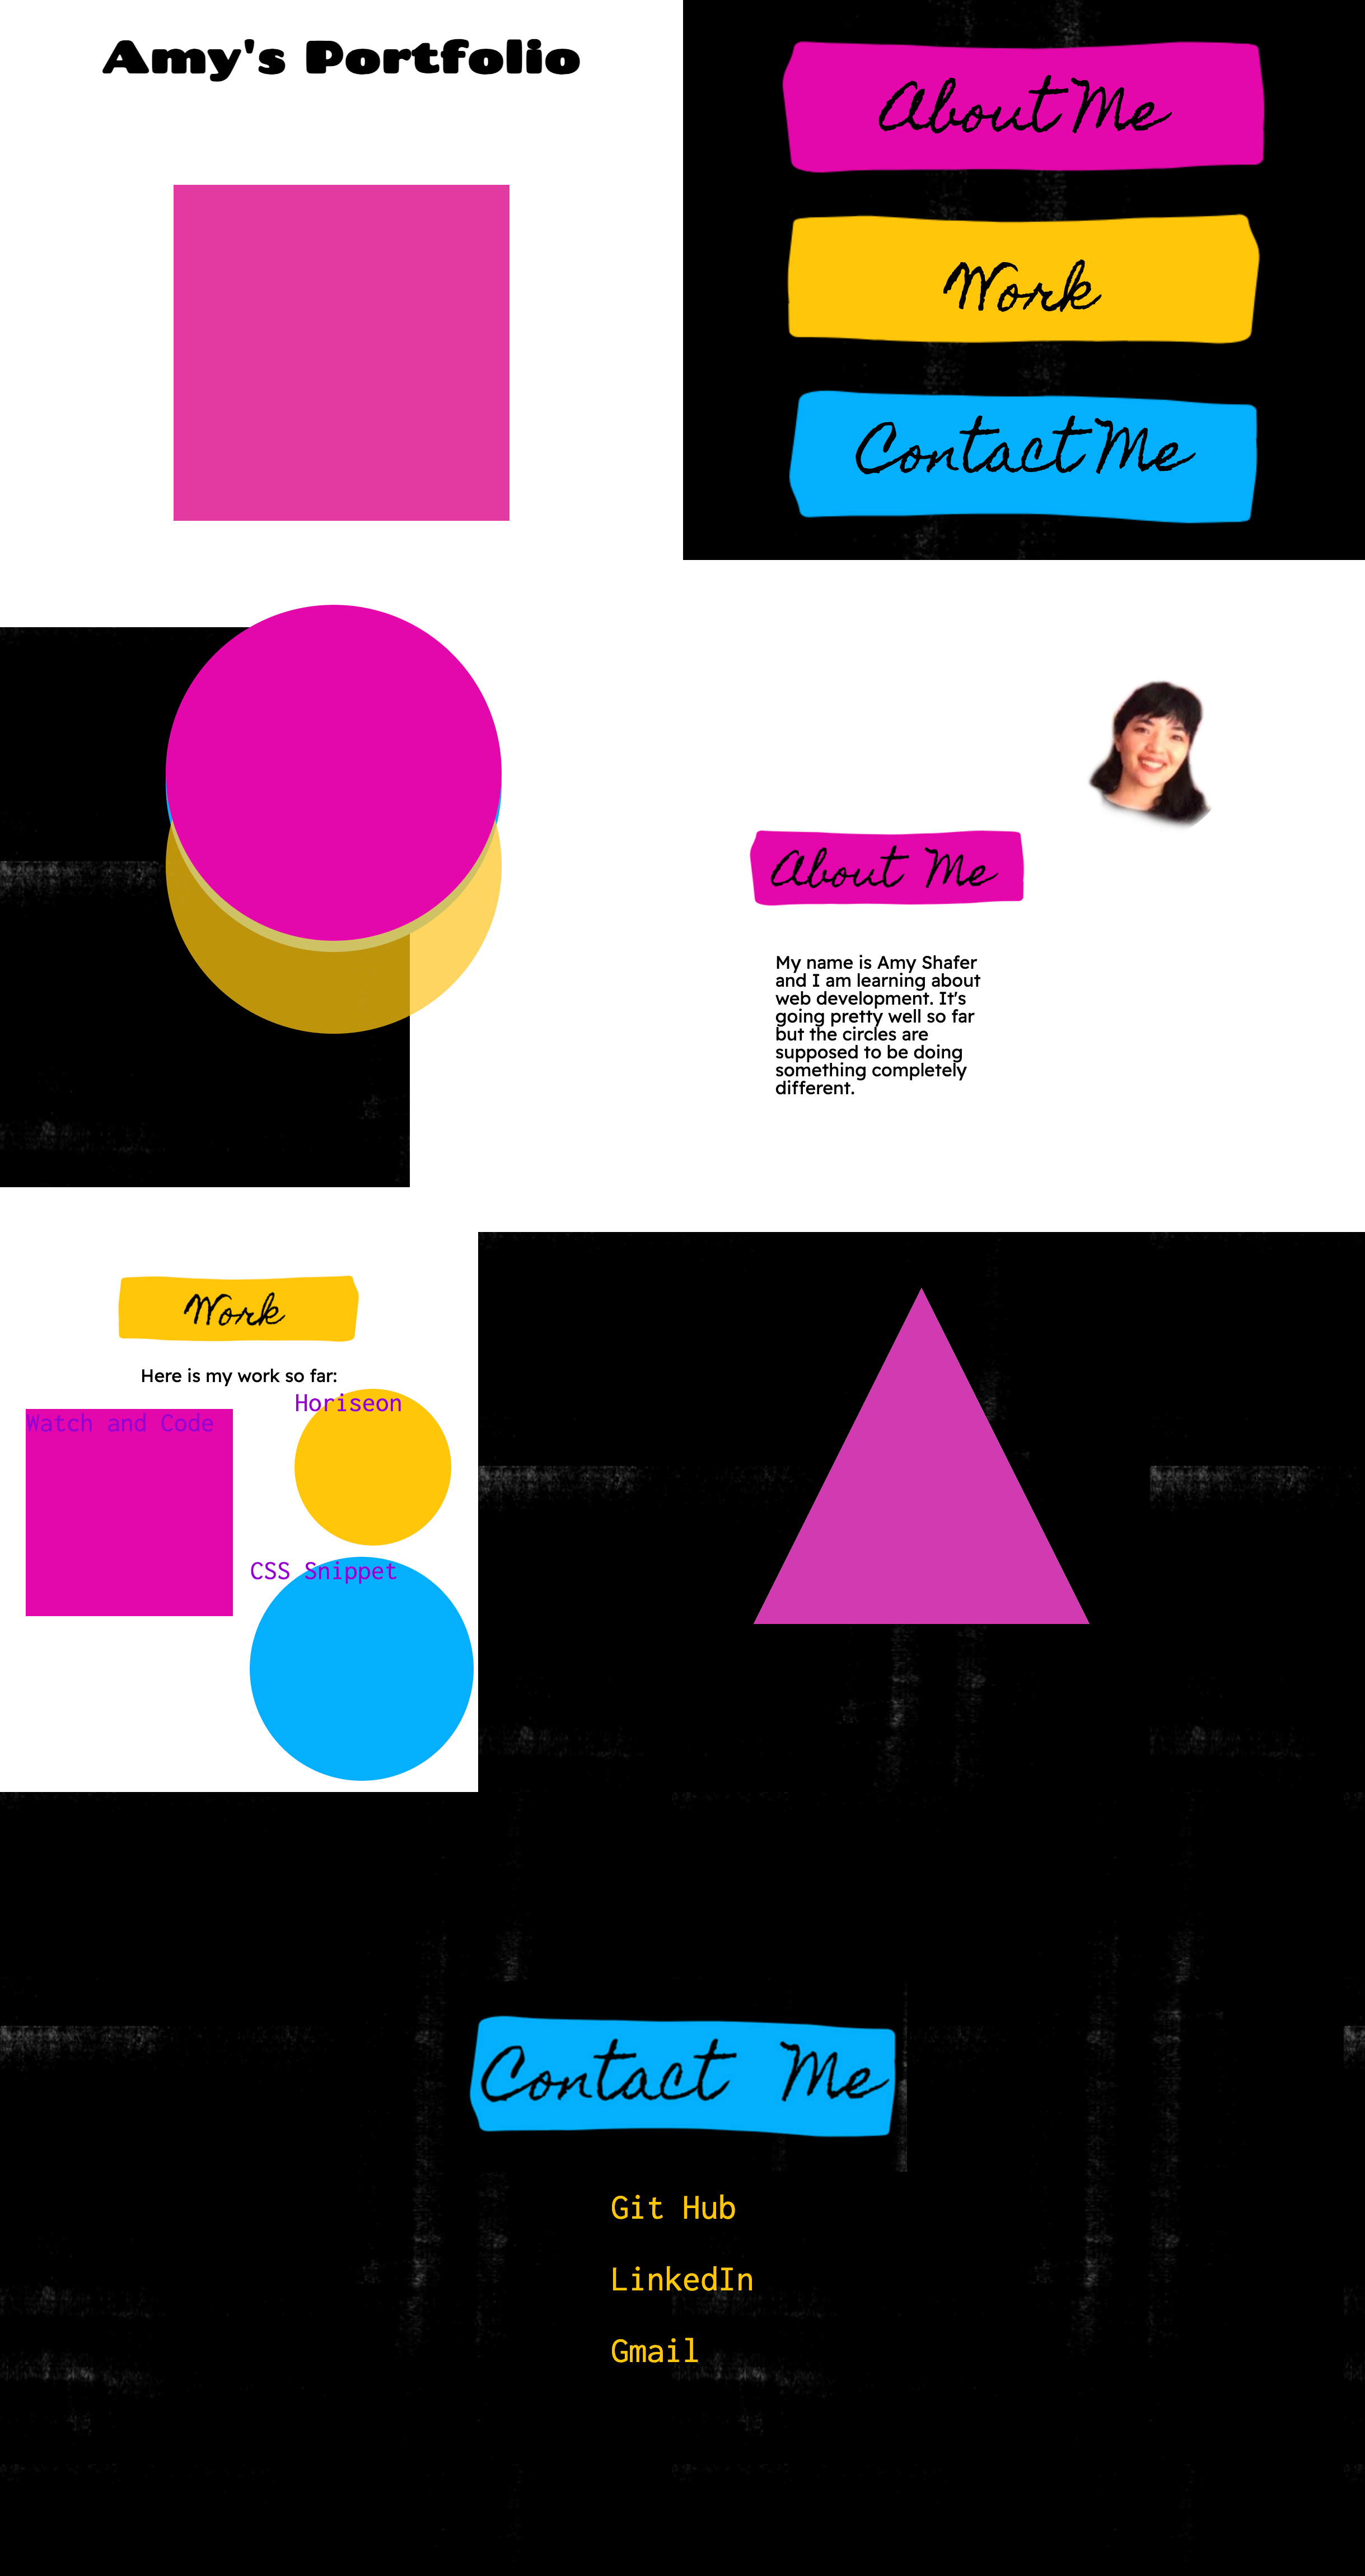 Amy's Portfolio
About Me
Work
Contact Me
About Me
My name is Amy Shafer
and I am learning about
web development. It's
going pretty well so far
but the circles are
supposed to be doing
something completely
different.
Work
Here is my work so far:
Horiseon
Watch and Code
CSS Snippet
Contact Me
Git Hub
LinkedIn
Gmail